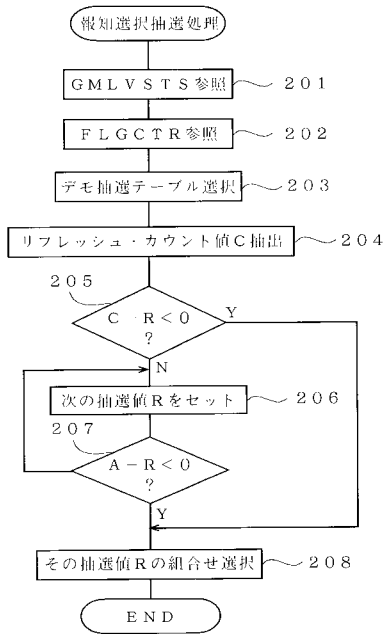 報知選択抽選処理
GMLVSTS参照
201
FLGCTR参照
202
デモ抽選テーブル選択
203
リフレッシュ・カウント値C抽出
204
205
C-R<0
?
Y
N
次の抽選値Rをセット
206
207
A-R<0
?
Y
その抽選値Rの組合せ選択
208
END